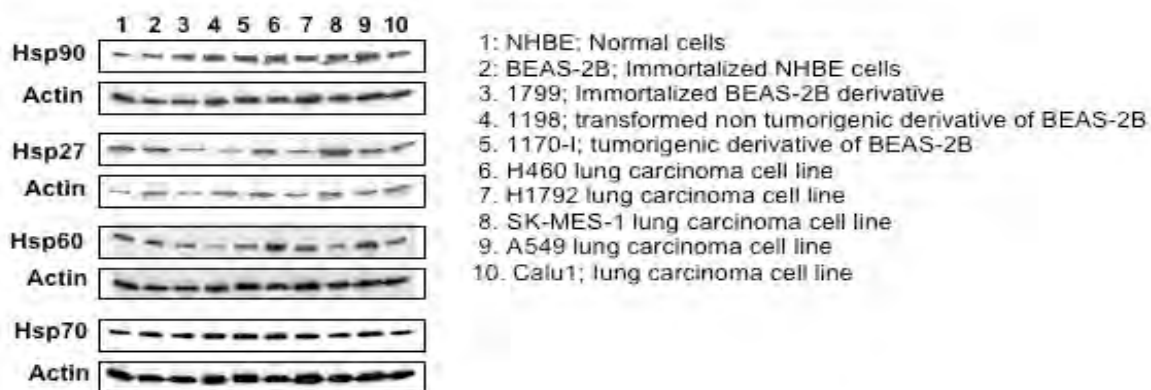 1 2 3 4 5 6 7 8 9 10
Hsp90
Actin
Hsp27
Actin
Hsp60
Actin
Hsp70
Actin
1: NHBE; Normal cells
2: BEAS-2B; Immortalized NHBE cells
3. 1799; Immortalized BEAS-2B derivative
4. 1198; transformed non tumorigenic derivative of BEAS-2B
5. 1170-I; tumorigenic derivative of BEAS-2B
6. H460 lung carcinoma cell line
7. H1792 lung carcinoma cell line
8. SK-MES-1 lung carcinoma cell line
9. A549 lung carcinoma cell line
10. Calu1; lung carcinoma cell line